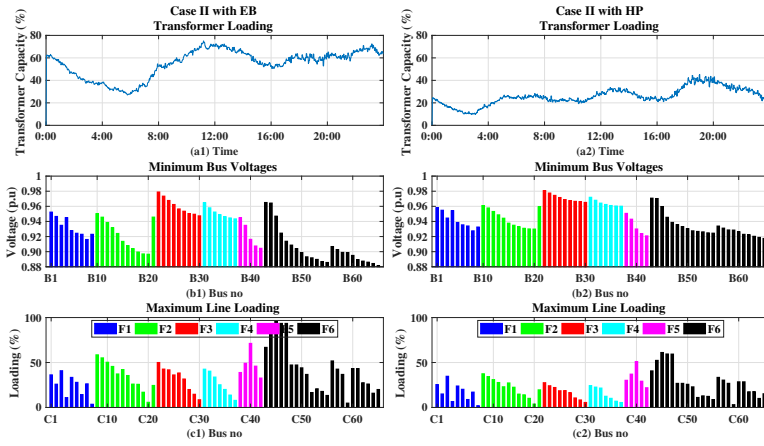 Case II with EB
Transformer Loading
Transformer Capacity (%)
80
60
40
20
0
0:00 4:00 8:00 12:00 16:00 20:00
(a1) Time
Case II with HP
Transformer Loading
Transformer Capacity (%)
80
60
40
20
0
0:00 4:00 8:00 12:00 16:00 20:00
(a2) Time
Minimum Bus Voltages
Voltage (p.u)
0.98
0.96
0.94
0.92
0.90
0.88
B1 B10 B20 B30 B40 B50 B60
(b1) Bus no
Minimum Bus Voltages
Voltage (p.u)
0.98
0.96
0.94
0.92
0.90
0.88
B1 B10 B20 B30 B40 B50 B60
(b2) Bus no
Maximum Line Loading
Loading (%)
100
50
0
F1 F2 F3 F4 F5 F6
C1 C10 C20 C30 C40 C50 C60
(c1) Bus no
Maximum Line Loading
Loading (%)
100
50
0
F1 F2 F3 F4 F5 F6
C1 C10 C20 C30 C40 C50 C60
(c2) Bus no